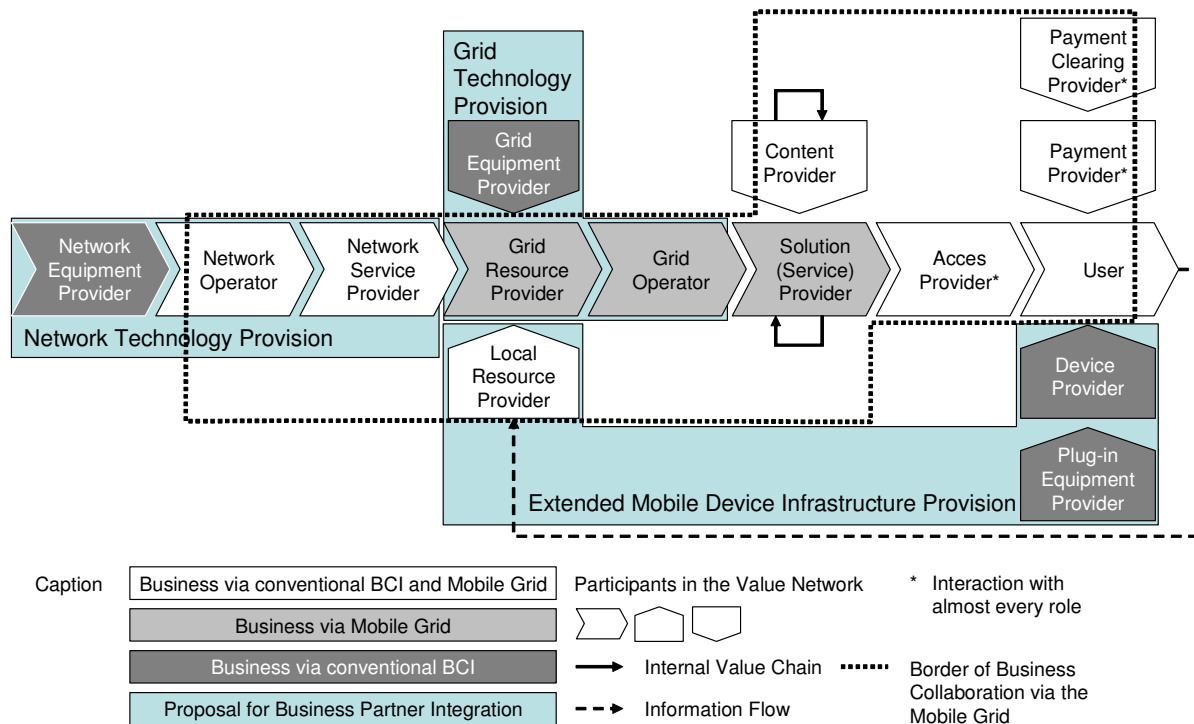 Grid
Technology
Provision
Payment
Clearing
Provider*
Grid
Equipment
Provider
Content
Provider
Payment
Provider*
Network
Equipment
Provider
Network
Operator
Network
Service
Provider
Grid
Resource
Provider
Grid
Operator
Solution
(Service)
Provider
Acces
Provider*
User
Network Technology Provision
Local
Resource
Provider
Device
Provider
Plug-in
Equipment
Provider
Extended Mobile Device Infrastructure Provision
Caption
Business via conventional BCI and Mobile Grid
Business via Mobile Grid
Business via conventional BCI
Proposal for Business Partner Integration
Participants in the Value Network
Internal Value Chain
Information Flow
* Interaction with
almost every role
Border of Business
Collaboration via the
Mobile Grid